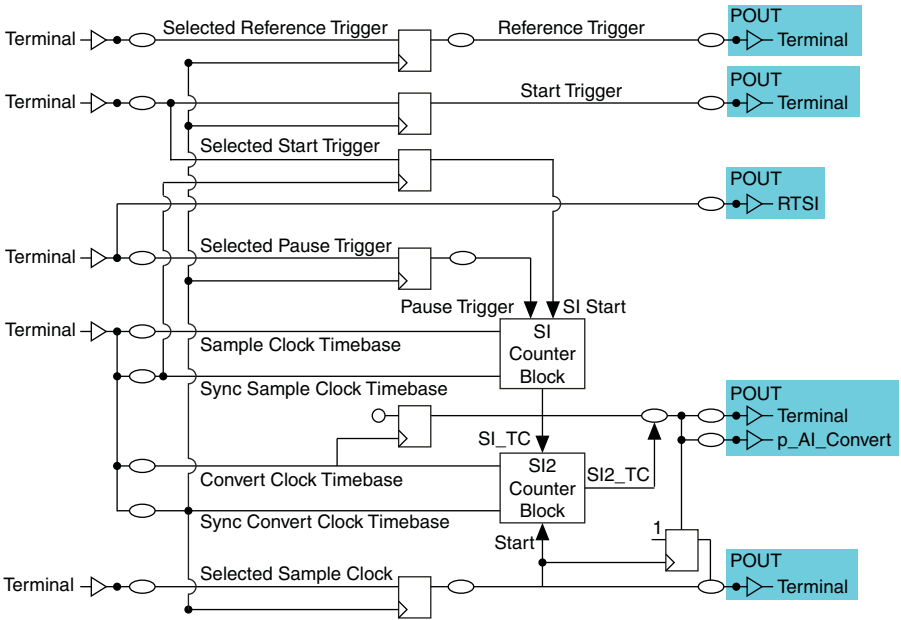 POUT
Terminal
Selected Reference Trigger
Reference Trigger
Terminal
POUT
Terminal
Start Trigger
Terminal
Selected Start Trigger
POUT
RTSI
Terminal
Selected Pause Trigger
Pause Trigger
SI Start
Terminal
Sample Clock Timebase
SI
Counter
Block
Sync Sample Clock Timebase
POUT
Terminal
p_AI_Convert
SI_TC
Convert Clock Timebase
SI2
Counter
Block
SI2_TC
Sync Convert Clock Timebase
Start
1
POUT
Terminal
Selected Sample Clock
Terminal